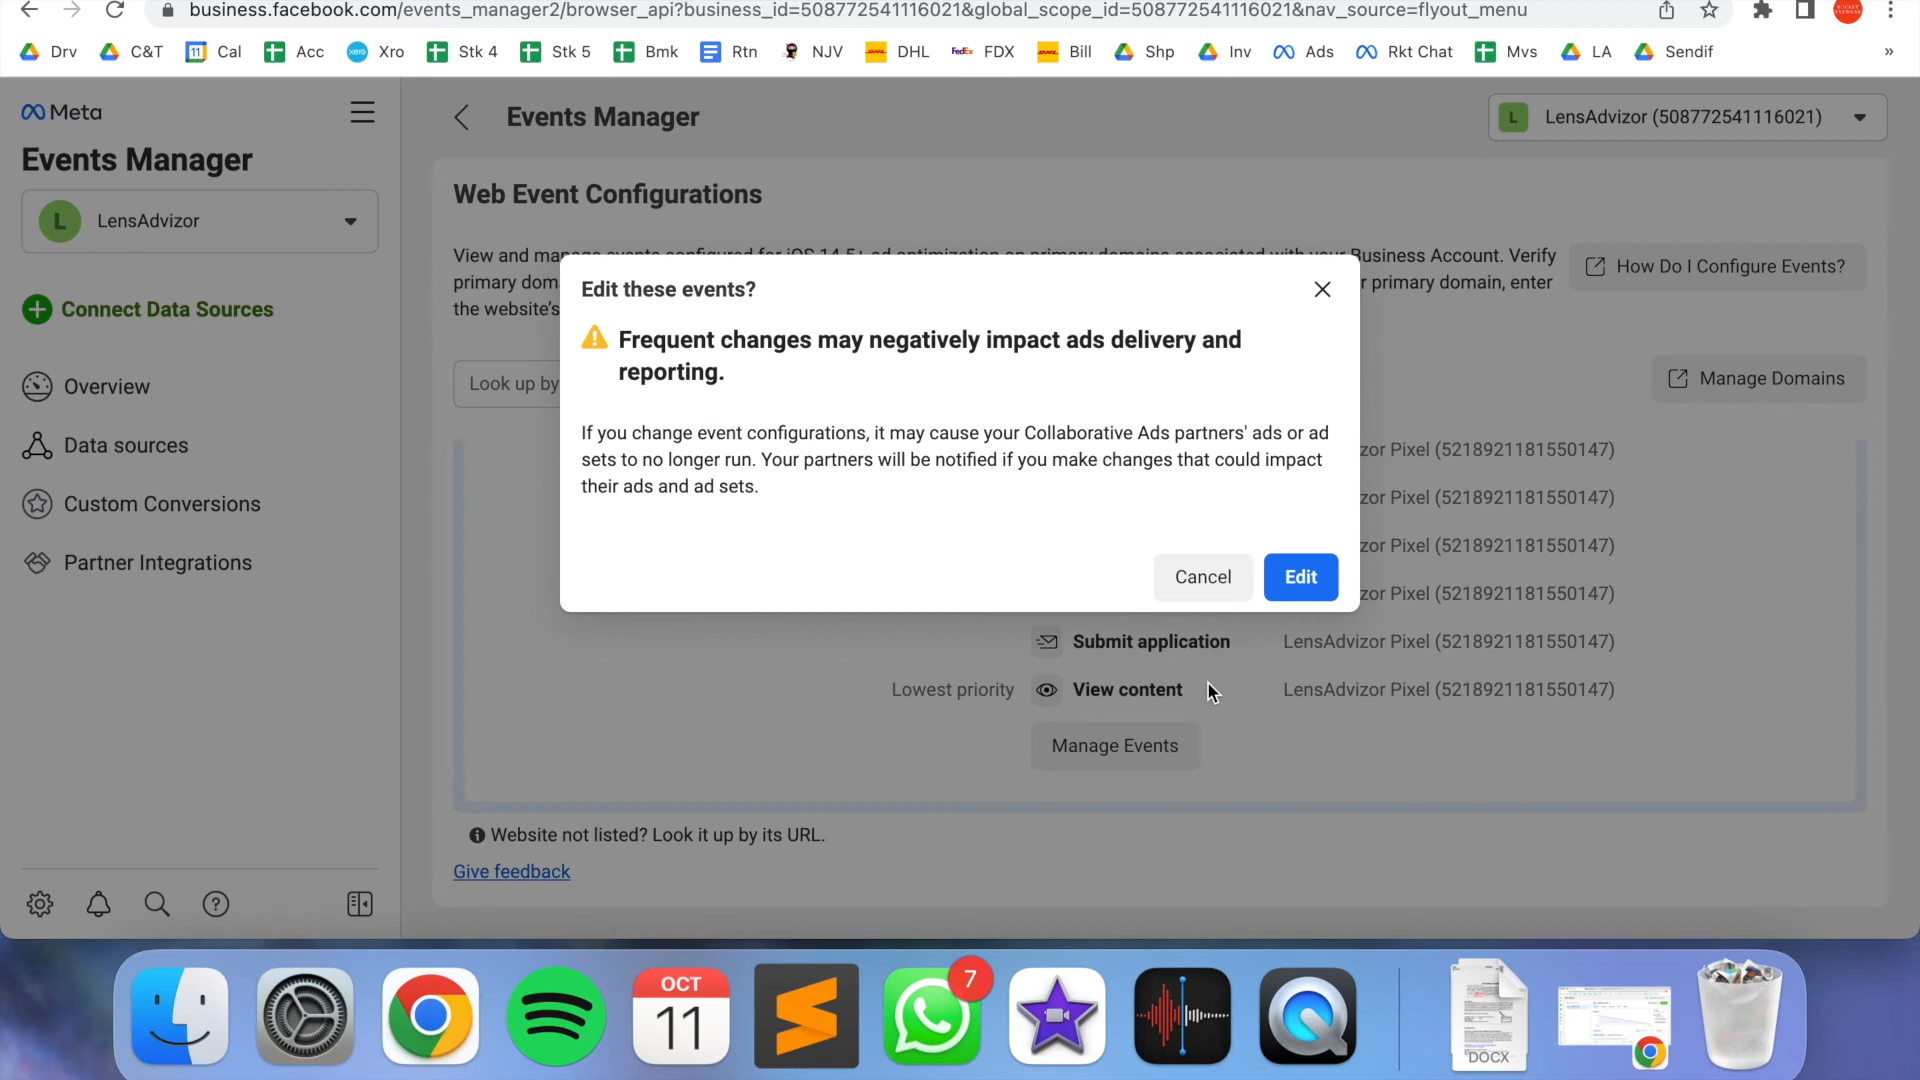 business.facebook.com/events_manager2/browser_api?business_id=508772541116021&global_scope_id=508772541116021&nav_source=flyout_menu
Drv C&T Cal Acc Xro Stk 4 Stk 5 Bmk Rtn NJV DHL FDX Bill Shp Inv Ads Rkt Chat Mvs LA Sendif »
Meta
Events Manager
LensAdvizor
Connect Data Sources
Overview
Data sources
Custom Conversions
Partner Integrations
Events Manager
L LensAdvizor (508772541116021)
Web Event Configurations
View and manage events configured for iOS 14.5+ ad optimization on primary domains associated with your Business Account. Verify
primary dom r primary domain, enter
the website's
How Do I Configure Events?
Look up by
Manage Domains
Edit these events?
Frequent changes may negatively impact ads delivery and
reporting.
If you change event configurations, it may cause your Collaborative Ads partners' ads or ad
sets to no longer run. Your partners will be notified if you make changes that could impact
their ads and ad sets.
Cancel Edit
zor Pixel (5218921181550147)
zor Pixel (5218921181550147)
zor Pixel (5218921181550147)
zor Pixel (5218921181550147)
Submit application LensAdvizor Pixel (5218921181550147)
Lowest priority View content LensAdvizor Pixel (5218921181550147)
Manage Events
Website not listed? Look it up by its URL.
Give feedback
OCT
11
7
DOCX